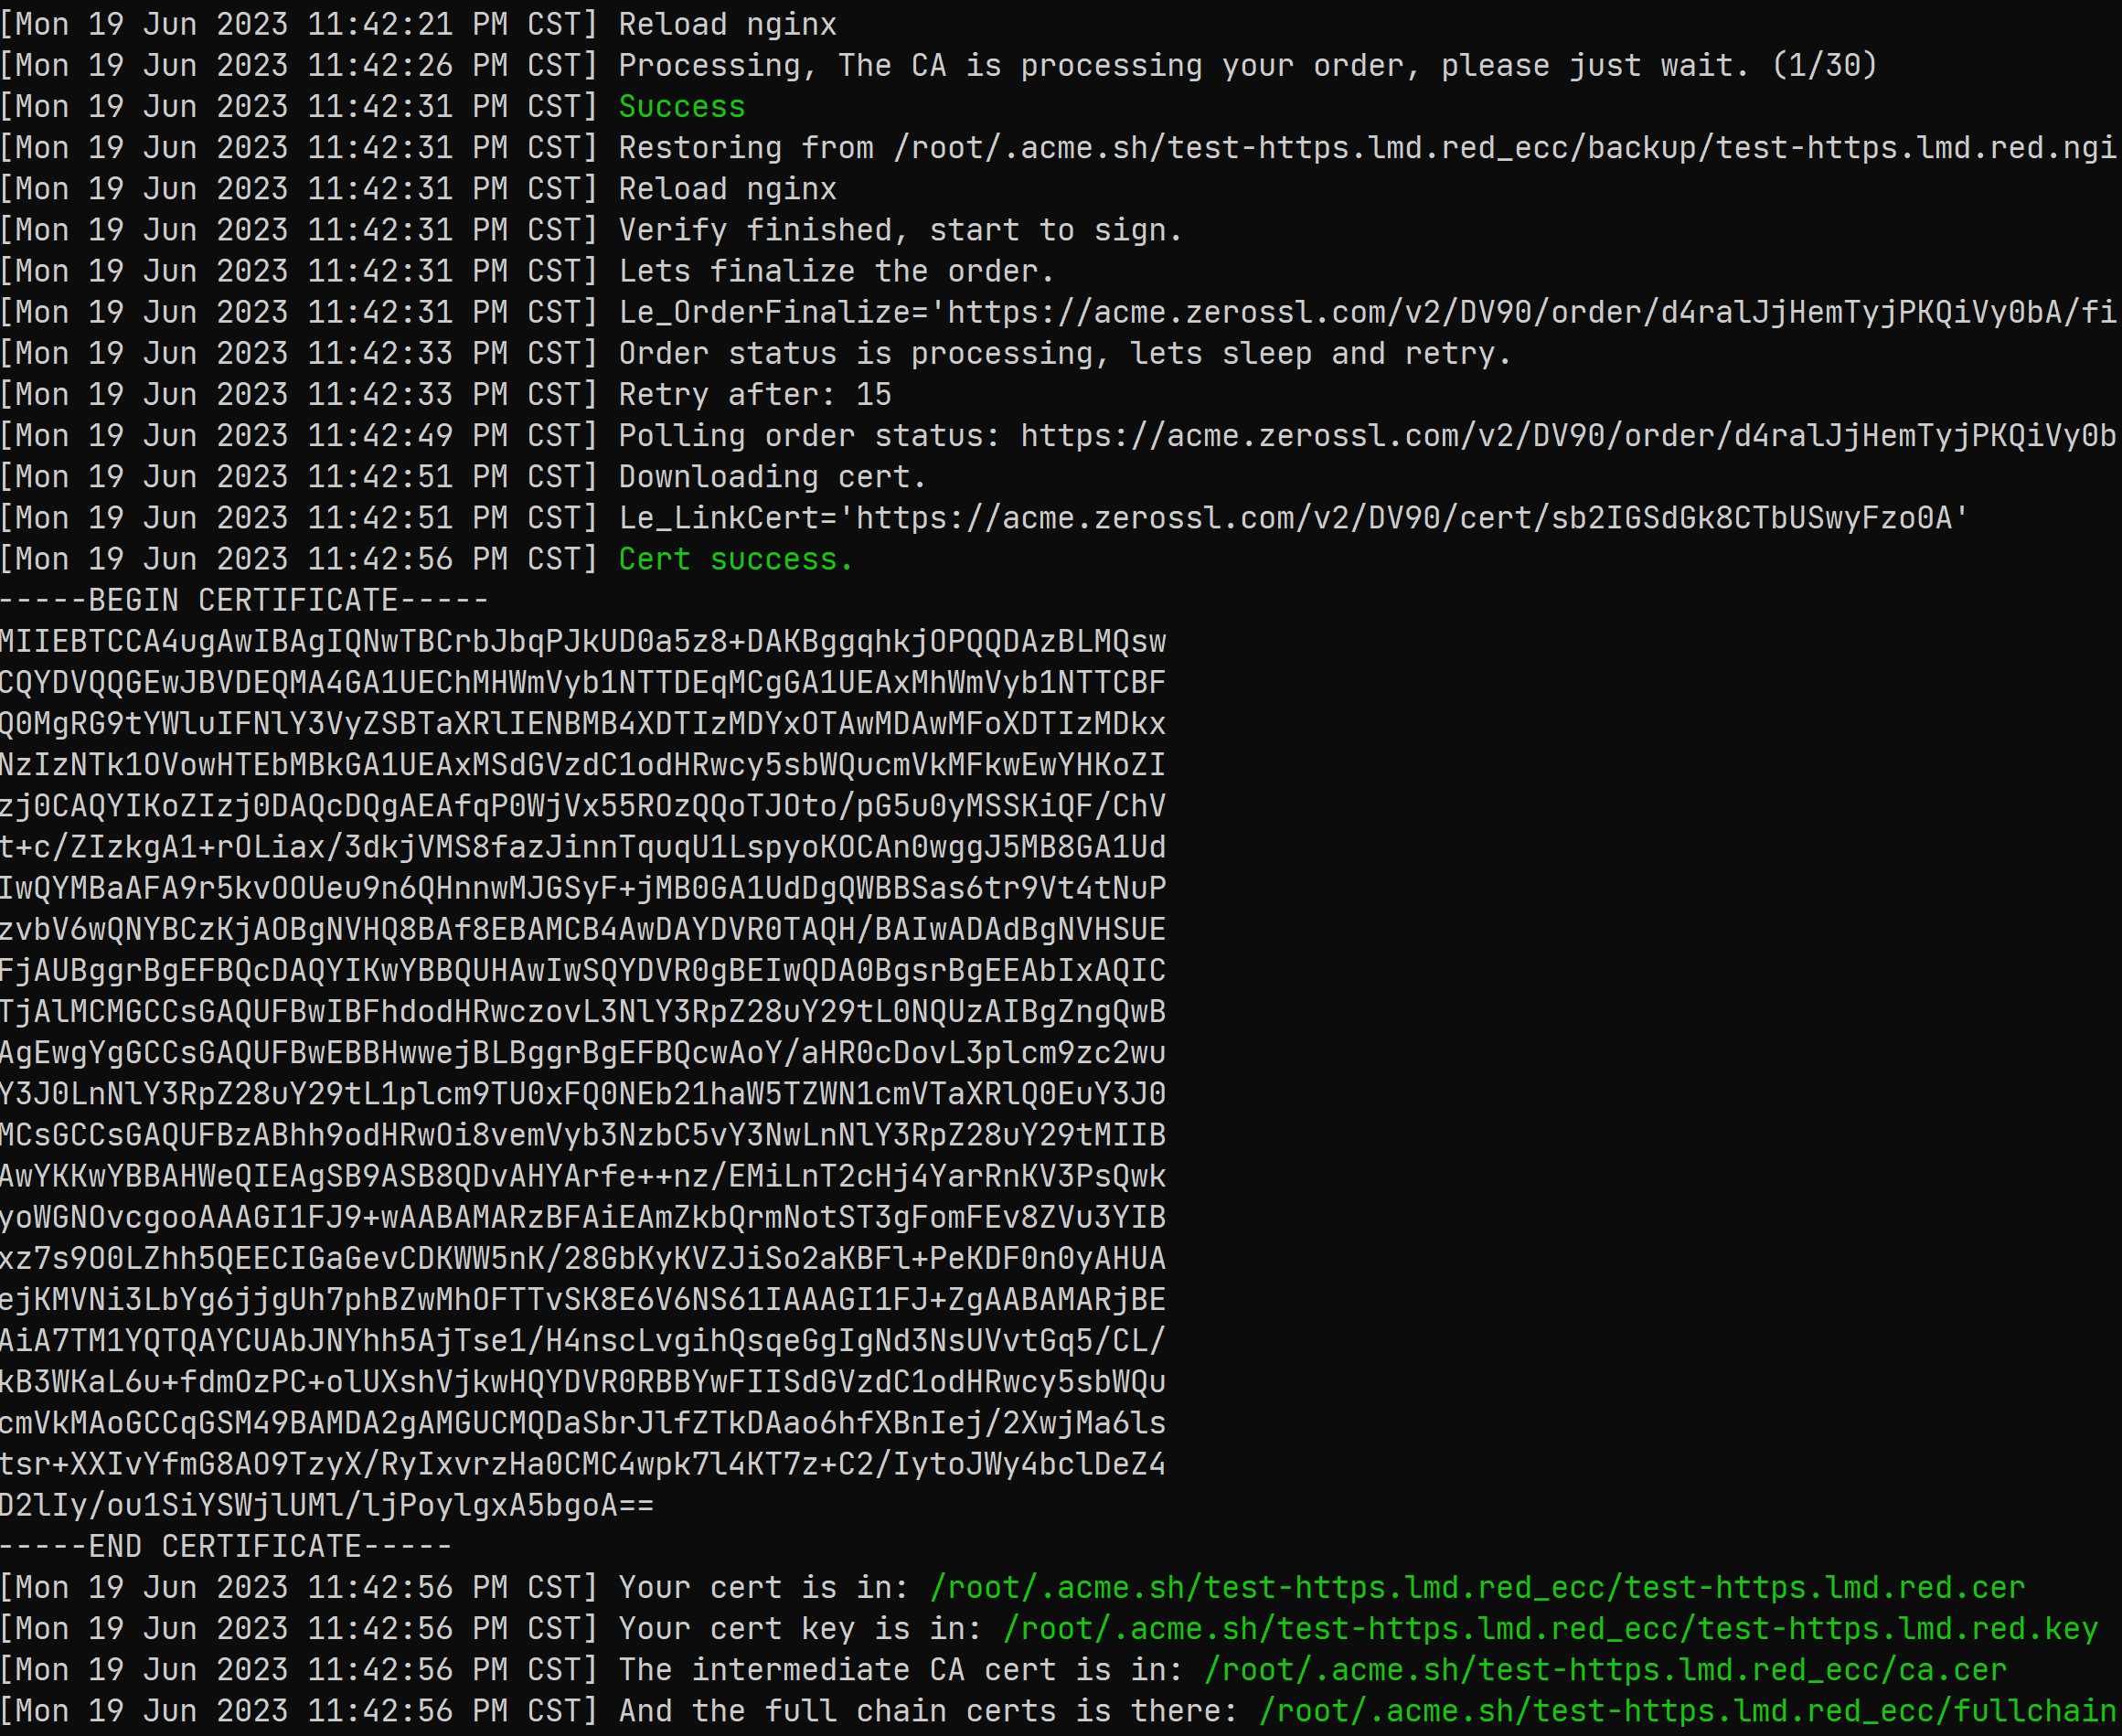 [Mon 19 Jun 2023 11:42:21 PM CST] Reload nginx
[Mon 19 Jun 2023 11:42:26 PM CST] Processing, The CA is processing your order, please just wait. (1/30)
[Mon 19 Jun 2023 11:42:31 PM CST] Success
[Mon 19 Jun 2023 11:42:31 PM CST] Restoring from /root/.acme.sh/test-https.lmd.red_ecc/backup/test-https.lmd.red.ngi
[Mon 19 Jun 2023 11:42:31 PM CST] Reload nginx
[Mon 19 Jun 2023 11:42:31 PM CST] Verify finished, start to sign.
[Mon 19 Jun 2023 11:42:31 PM CST] Lets finalize the order.
[Mon 19 Jun 2023 11:42:31 PM CST] Le_OrderFinalize='https://acme.zerossl.com/v2/DV90/order/d4ralJjHemTyjPKQiVy0bA/fi
[Mon 19 Jun 2023 11:42:33 PM CST] Order status is processing, lets sleep and retry.
[Mon 19 Jun 2023 11:42:33 PM CST] Retry after: 15
[Mon 19 Jun 2023 11:42:49 PM CST] Polling order status: https://acme.zerossl.com/v2/DV90/order/d4ralJjHemTyjPKQiVy0b
[Mon 19 Jun 2023 11:42:51 PM CST] Downloading cert.
[Mon 19 Jun 2023 11:42:51 PM CST] Le_LinkCert='https://acme.zerossl.com/v2/DV90/cert/sb2IGSdGk8CTbUSwyFzo0A'
[Mon 19 Jun 2023 11:42:56 PM CST] Cert success.
-----BEGIN CERTIFICATE-----
MIIEBTCCA4ugAwIBAgIQNwTBCrbJbqPJkUD0a5z8+DAKBggqhkjOPQQDAzBLMQsw
CQYDVQQGEwJBVDEQMA4GA1UEChMHWmVyb1NTTDEqMCgGA1UEAxMhWmVyb1NTTCBF
Q0MgRG9tYWluIFNlY3VyZSBTaXRlIENBMB4XDTIzMDYxOTAwMDAwMFoXDTIzMDkx
NzIzNTk1OVowHTEbMBkGA1UEAxMSdGVzdC1odHRwcy5sbWQucmVkMFkwEwYHKoZI
zj0CAQYIKoZIzj0DAQcDQgAEAfqP0WjVx55ROzQQoTJOto/pG5u0yMSSKiQF/ChV
t+c/ZIzkgA1+rOLiax/3dkjVMS8fazJinnTquqU1LspyoKOCAn0wggJ5MB8GA1Ud
IwQYMBaAFA9r5kvOOUeu9n6QHnnwMJGSyF+jMB0GA1UdDgQWBBSas6tr9Vt4tNuP
zvbV6wQNYBCzKjAOBgNVHQ8BAf8EBAMCB4AwDAYDVR0TAQH/BAIwADAdBgNVHSUE
FjAUBggrBgEFBQcDAQYIKwYBBQUHAwIwSQYDVR0gBEIwQDA0BgsrBgEEAbIxAQIC
TjAlMCMGCCsGAQUFBwIBFhdodHRwczovL3NlY3RpZ28uY29tL0NQUzAIBgZngQwB
AgEwgYgGCCsGAQUFBwEBBHwwejBLBggrBgEFBQcwAoY/aHR0cDovL3plcm9zc2wu
Y3J0LnNlY3RpZ28uY29tL1plcm9TU0xFQ0NEb21haW5TZWN1cmVTaXRlQ0EuY3J0
MCsGCCsGAQUFBzABhh9odHRwOi8vemVyb3NzbC5vY3NwLnNlY3RpZ28uY29tMIIB
AwYKKwYBBAHWeQIEAgSB9ASB8QDvAHYArfe++nz/EMiLnT2cHj4YarRnKV3PsQwk
yoWGNOvcgooAAAGI1FJ9+wAABAMARzBFAiEAmZkbQrmNotST3gFomFEv8ZVu3YIB
xz7s9O0LZhh5QEECIGaGevCDKWW5nK/28GbKyKVZJiSo2aKBFl+PeKDF0n0yAHUA
ejKMVNi3LbYg6jjgUh7phBZwMhOFTTvSK8E6V6NS61IAAAGI1FJ+ZgAABAMARjBE
AiA7TM1YQTQAYCUAbJNYhh5AjTse1/H4nscLvgihQsqeGgIgNd3NsUVvtGq5/CL/
kB3WKaL6u+fdmOzPC+olUXshVjkwHQYDVR0RBBYwFIISdGVzdC1odHRwcy5sbWQu
cmVkMAoGCCqGSM49BAMDA2gAMGUCMQDaSbrJlfZTkDAao6hfXBnIej/2XwjMa6ls
tsr+XXIvYfmG8AO9TzyX/RyIxvrzHa0CMC4wpk7l4KT7z+C2/IytoJWy4bclDeZ4
D2lIy/ou1SiYSWjlUMl/ljPoylgxA5bgoA==
-----END CERTIFICATE-----
[Mon 19 Jun 2023 11:42:56 PM CST] Your cert is in: /root/.acme.sh/test-https.lmd.red_ecc/test-https.lmd.red.cer
[Mon 19 Jun 2023 11:42:56 PM CST] Your cert key is in: /root/.acme.sh/test-https.lmd.red_ecc/test-https.lmd.red.key
[Mon 19 Jun 2023 11:42:56 PM CST] The intermediate CA cert is in: /root/.acme.sh/test-https.lmd.red_ecc/ca.cer
[Mon 19 Jun 2023 11:42:56 PM CST] And the full chain certs is there: /root/.acme.sh/test-https.lmd.red_ecc/fullchain